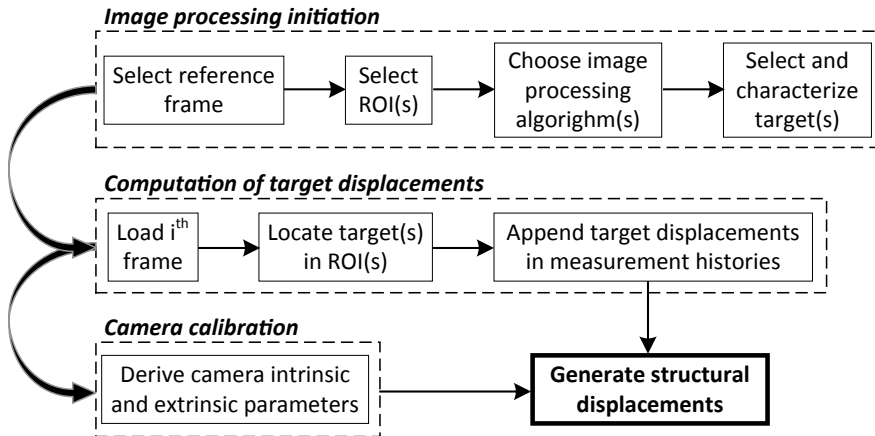 Image processing initiation
Select reference
frame
Select
ROI(s)
Choose image
processing
algorighm(s)
Select and
characterize
target(s)
Computation of target displacements
Load iᵗʰ
frame
Locate target(s)
in ROI(s)
Append target displacements
in measurement histories
Camera calibration
Derive camera intrinsic
and extrinsic parameters
Generate structural
displacements